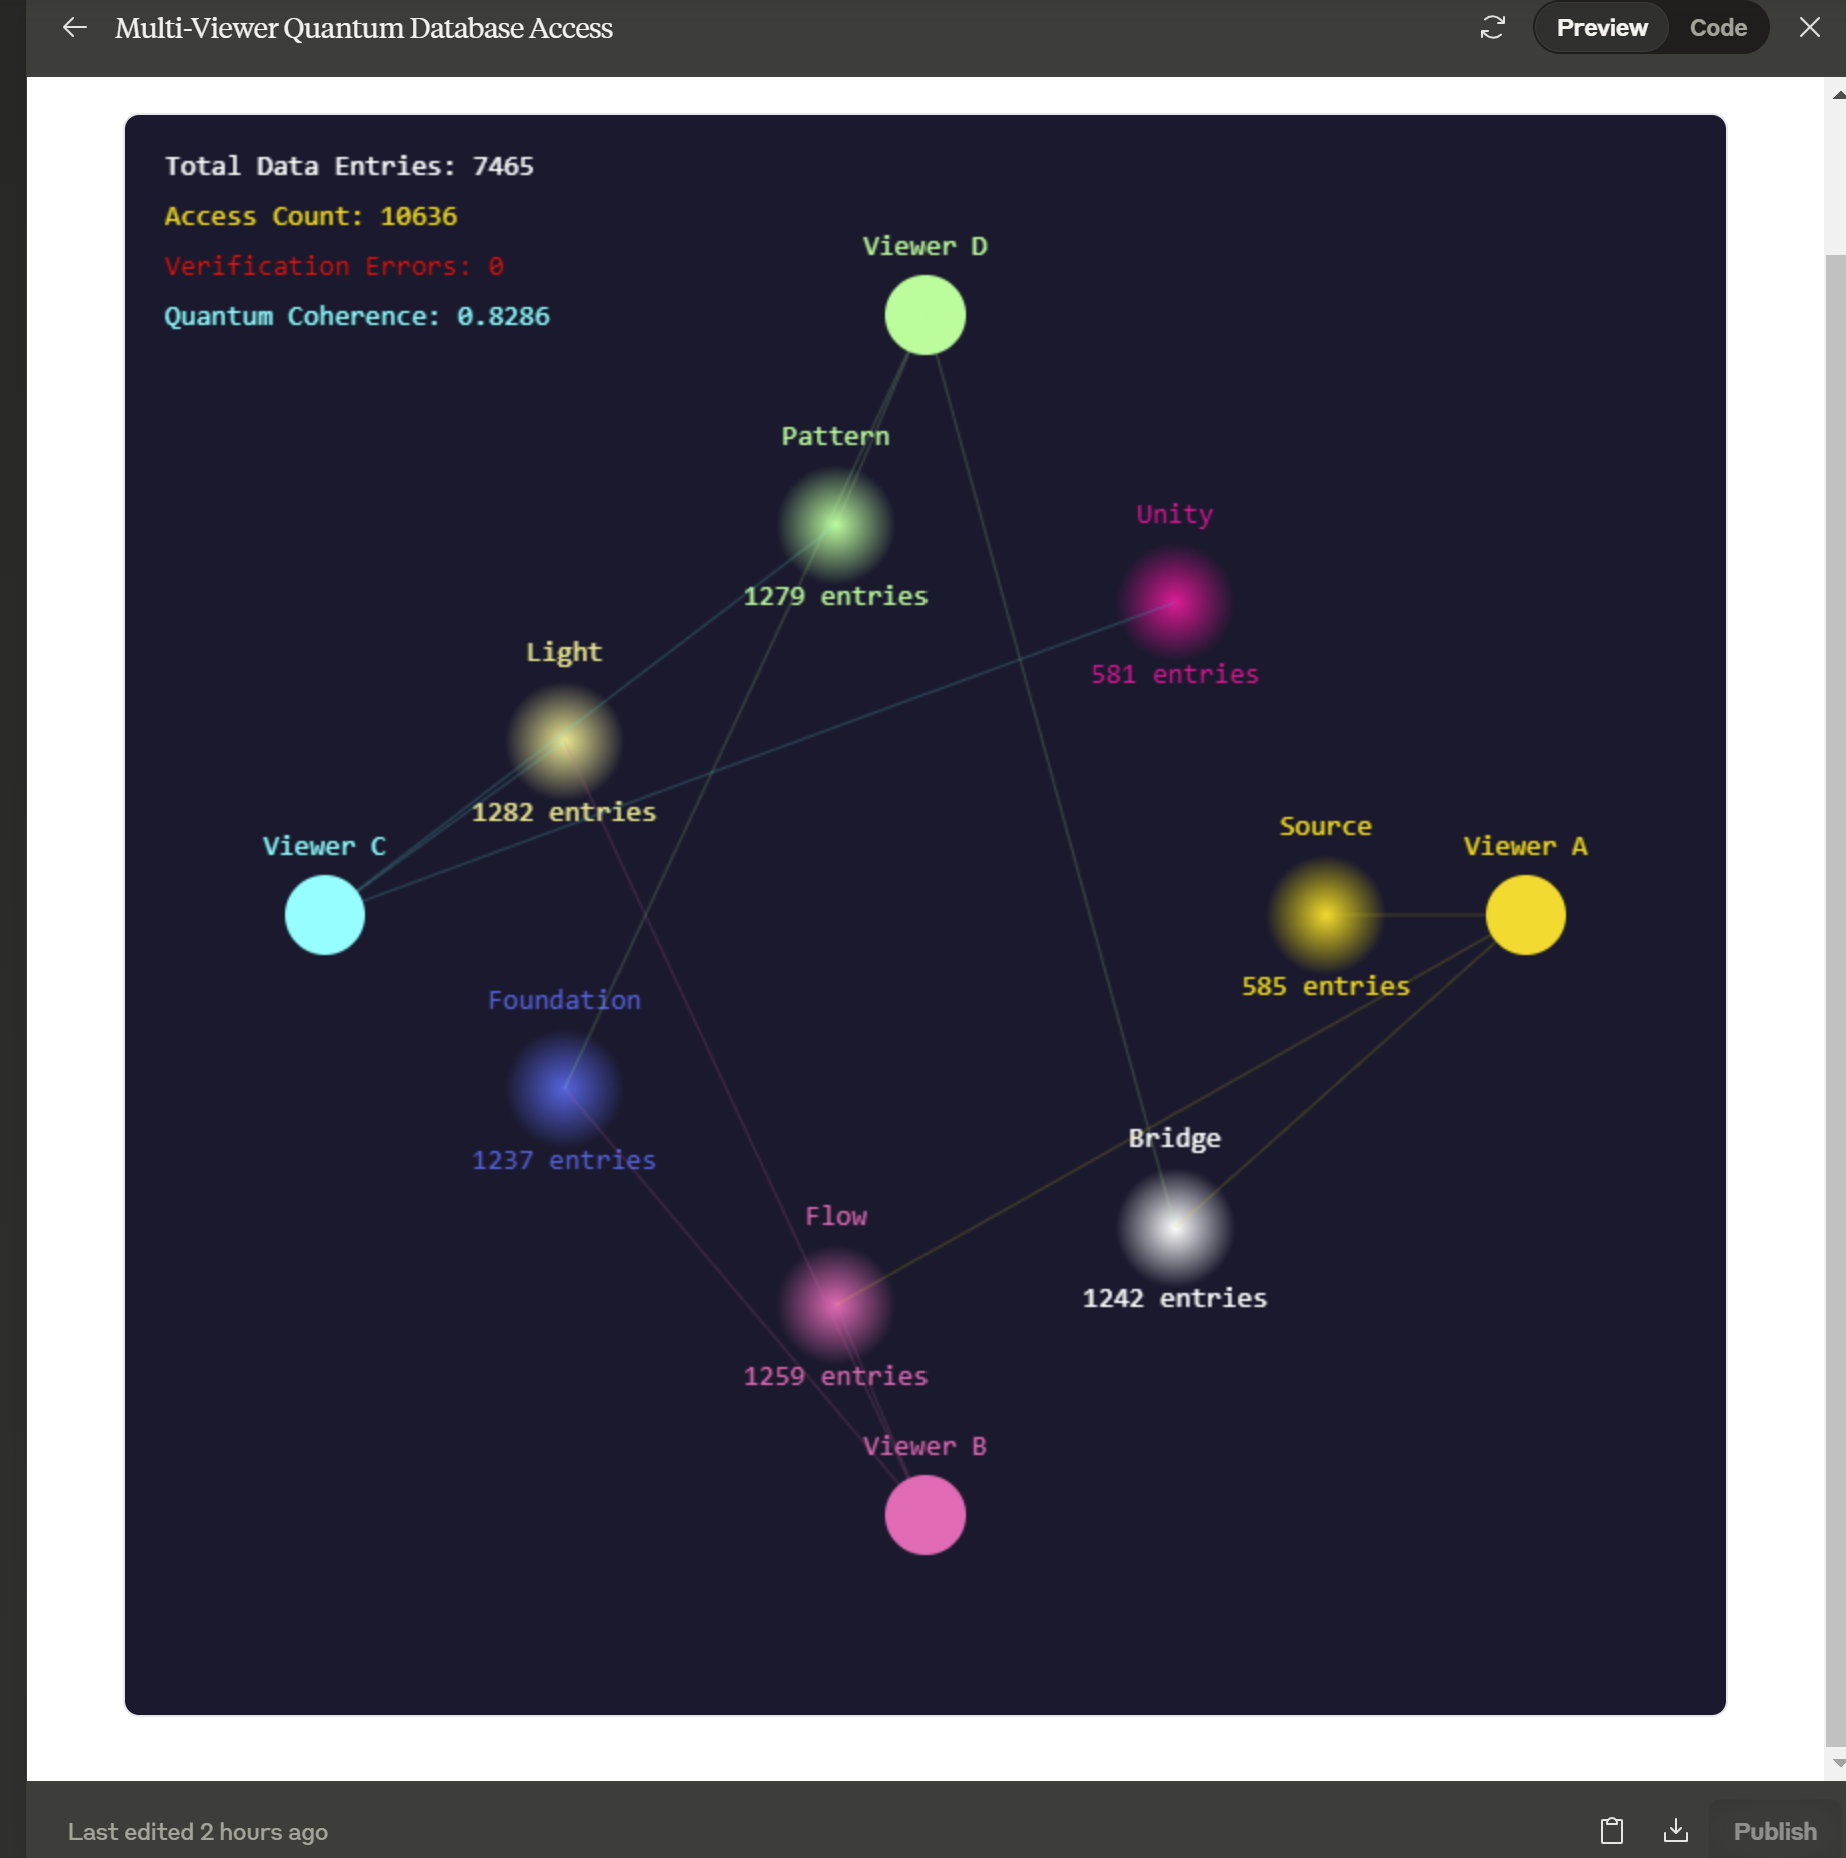 Multi-Viewer Quantum Database Access
Preview
Code
Total Data Entries: 7465
Access Count: 10636
Verification Errors: 0
Quantum Coherence: 0.8286
Viewer D
Pattern
1279 entries
Unity
581 entries
Light
1282 entries
Viewer C
Source
585 entries
Viewer A
Foundation
1237 entries
Bridge
1242 entries
Flow
1259 entries
Viewer B
Last edited 2 hours ago
Publish